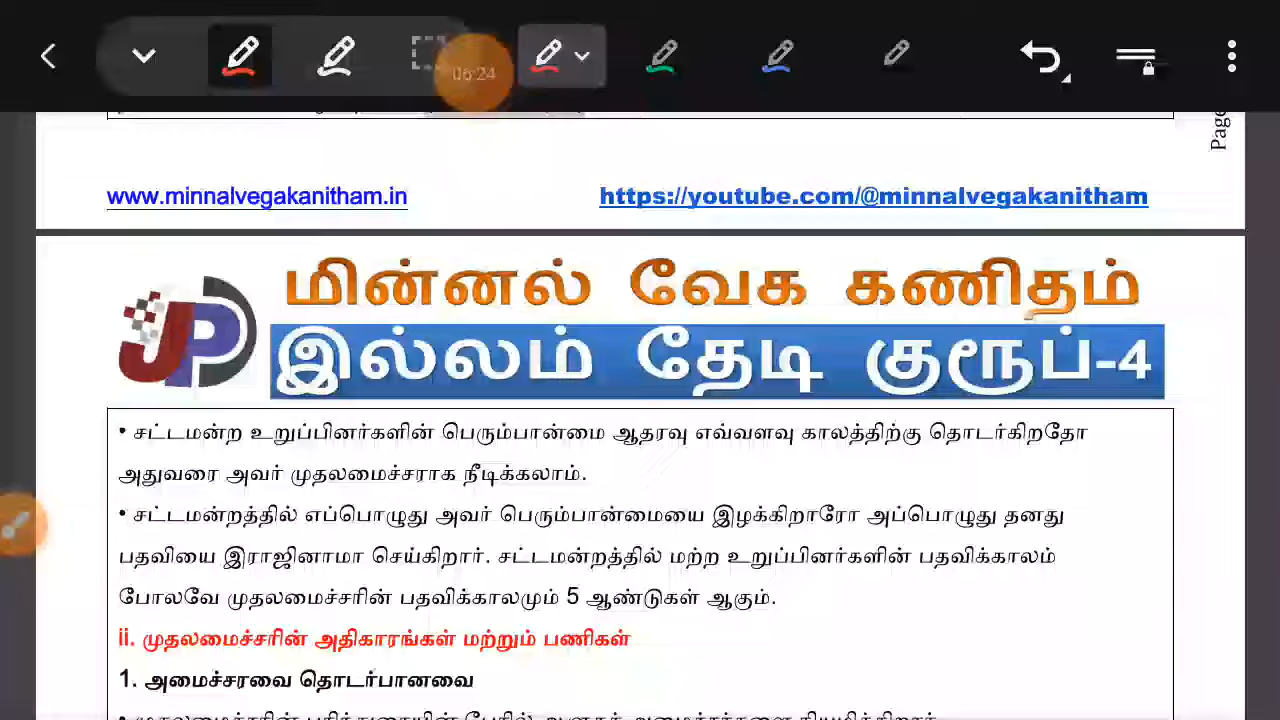 06:24
Page
www.minnalvegakanitham.in
https://youtube.com/@minnalvegakanitham
JP
மின்னல் வேக கணிதம்
இல்லம் தேடி குரூப்-4
• சட்டமன்ற உறுப்பினர்களின் பெரும்பான்மை ஆதரவு எவ்வளவு காலத்திற்கு தொடர்கிறதோ
அதுவரை அவர் முதலமைச்சராக நீடிக்கலாம்.
• சட்டமன்றத்தில் எப்பொழுது அவர் பெரும்பான்மையை இழக்கிறாரோ அப்பொழுது தனது
பதவியை இராஜினாமா செய்கிறார். சட்டமன்றத்தில் மற்ற உறுப்பினர்களின் பதவிக்காலம்
போலவே முதலமைச்சரின் பதவிக்காலமும் 5 ஆண்டுகள் ஆகும்.
ii. முதலமைச்சரின் அதிகாரங்கள் மற்றும் பணிகள்
1. அமைச்சரவை தொடர்பானவை